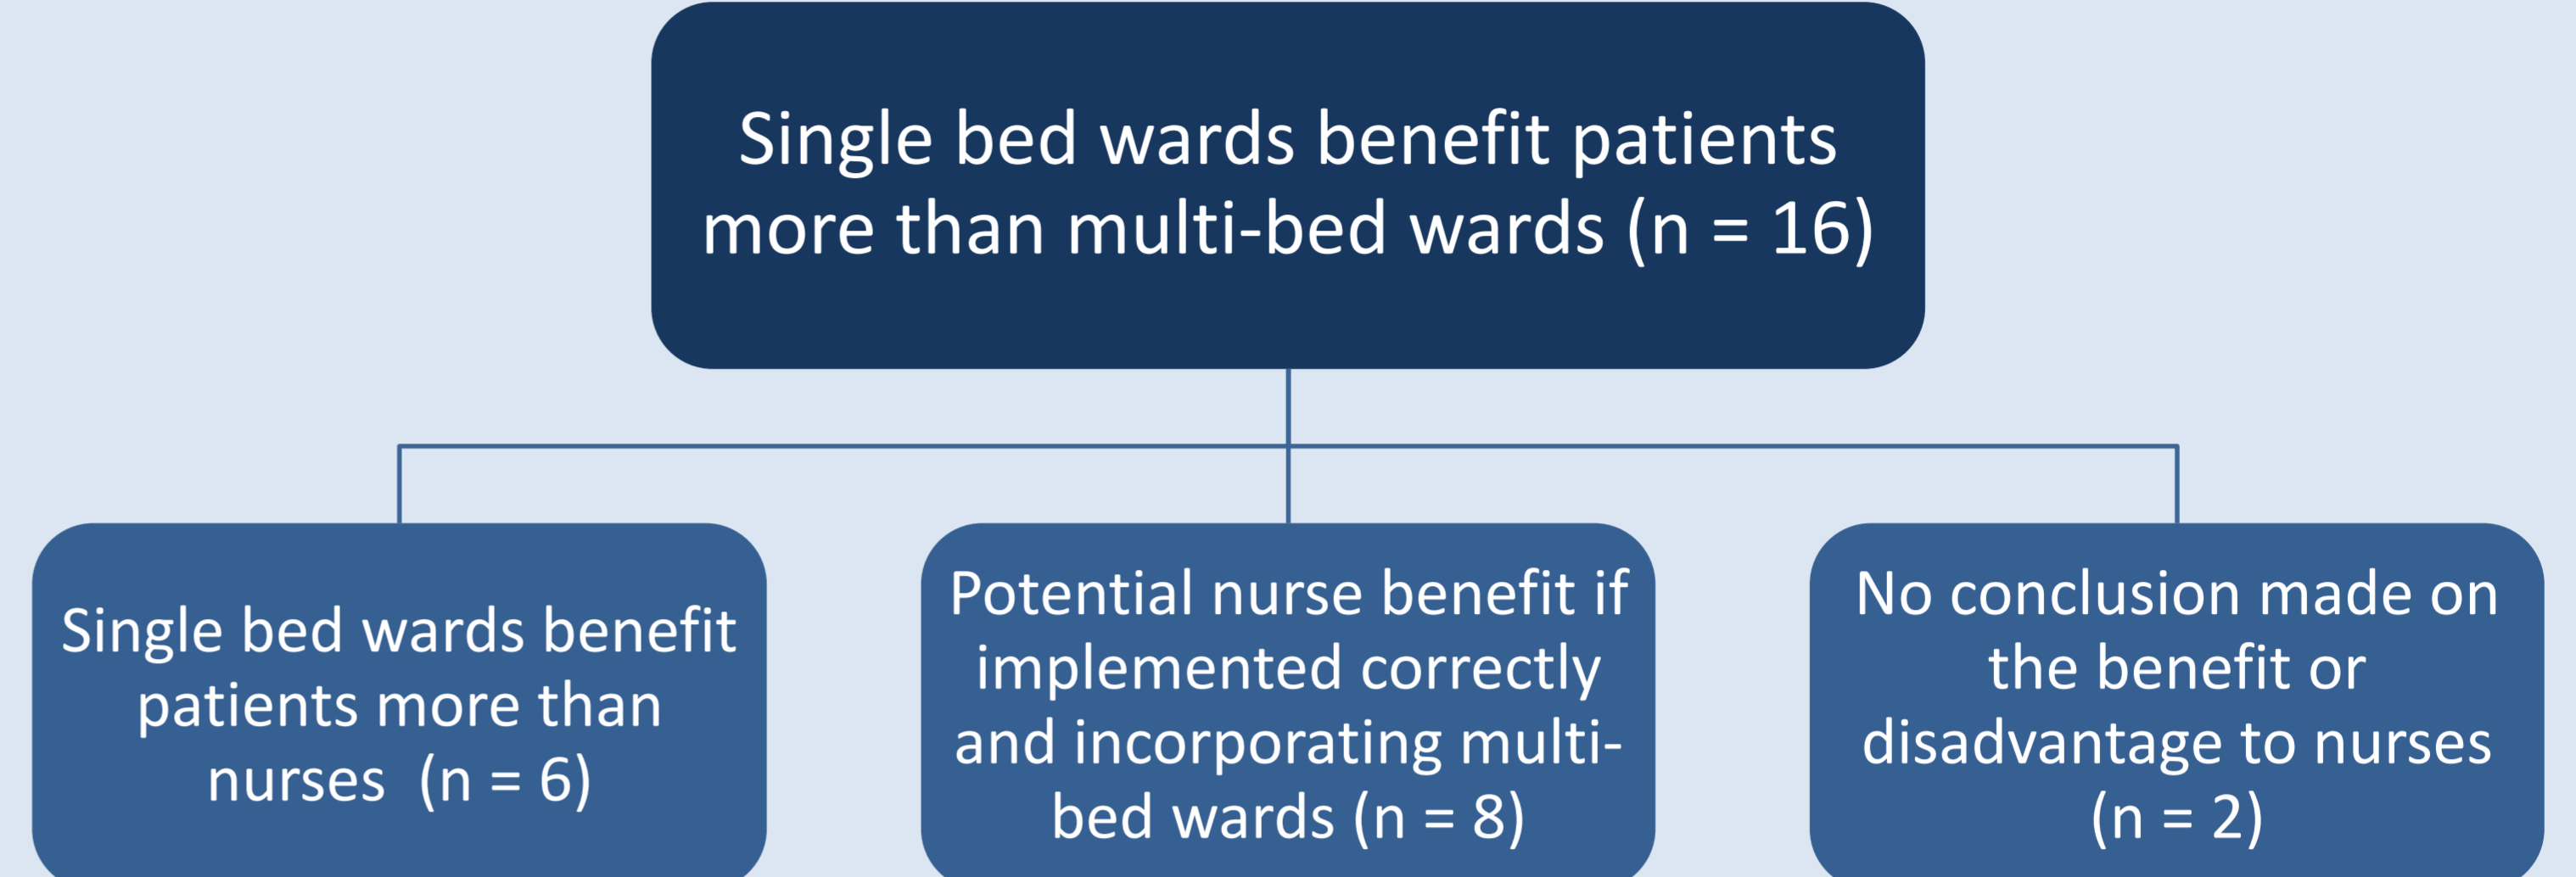 Single bed wards benefit patients
more than multi-bed wards (n = 16)
Single bed wards benefit
patients more than
nurses  (n = 6)
Potential nurse benefit if
implemented correctly
and incorporating multi-
bed wards (n = 8)
No conclusion made on
the benefit or
disadvantage to nurses
(n = 2)